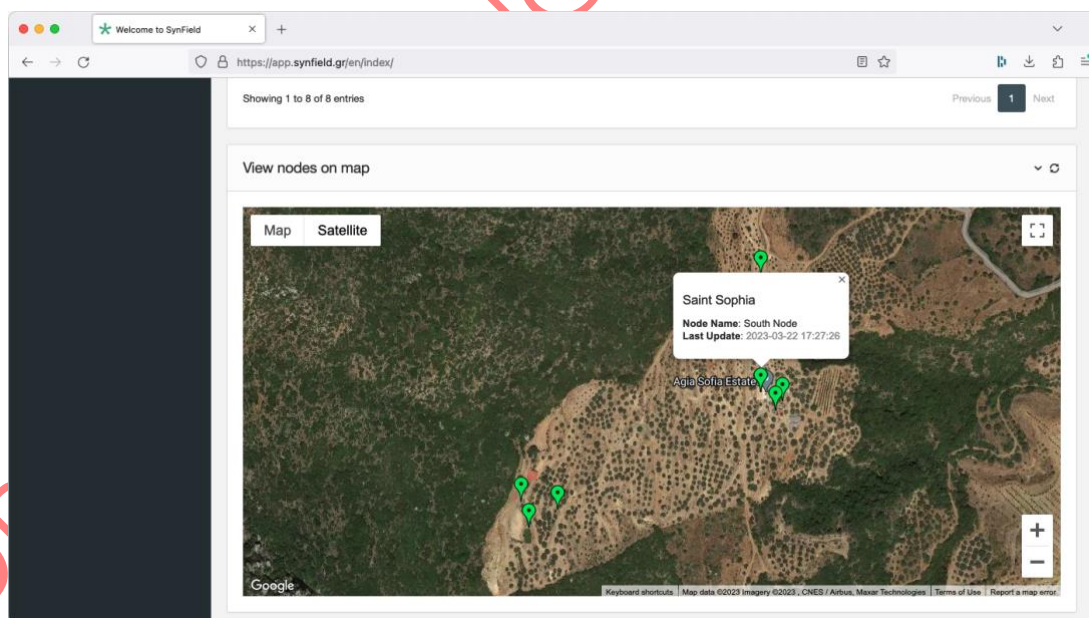 Welcome to SynField
https://app.synfield.gr/en/index/
Showing 1 to 8 of 8 entries
Previous 1 Next
View nodes on map
Map Satellite
Saint Sophia
Node Name: South Node
Last Update: 2023-03-22 17:27:26
Agia Sofia Estate
Google
Keyboard shortcuts Map data ©2023 Imagery ©2023 , CNES / Airbus, Maxar Technologies Terms of Use Report a map error